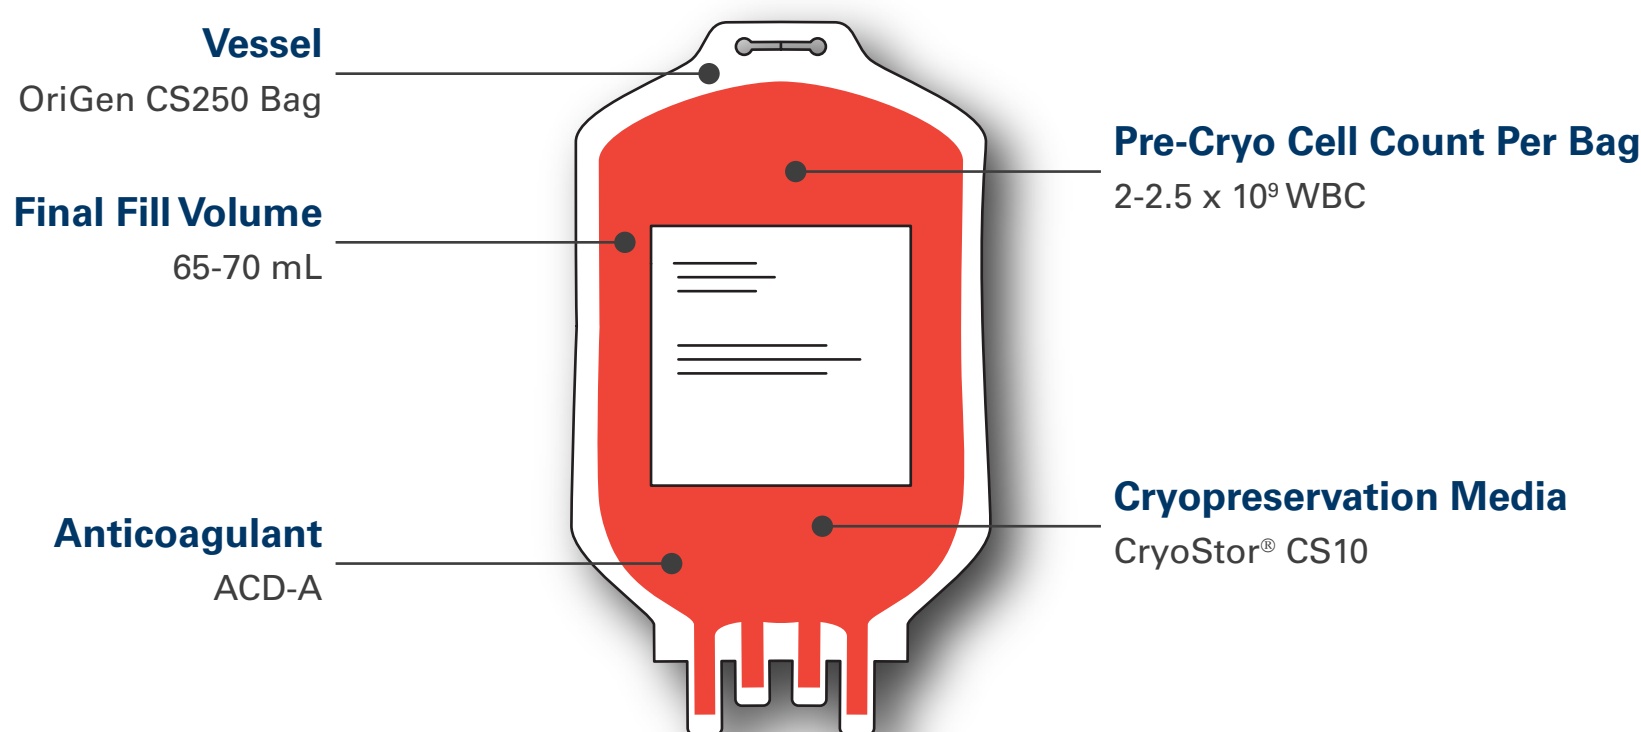 Vessel
OriGen CS250 Bag
Final Fill Volume
65-70 mL
Anticoagulant
ACD-A
Pre-Cryo Cell Count Per Bag
2-2.5 x 10⁹ WBC
Cryopreservation Media
CryoStor® CS10